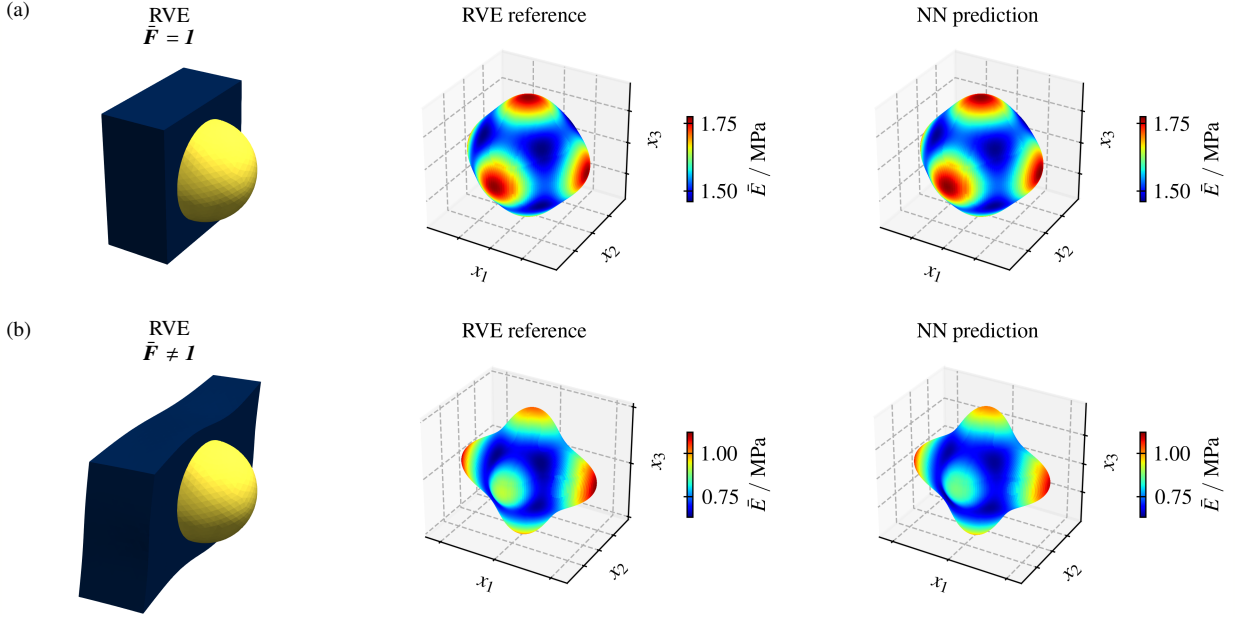 (a)
RVE
F̄ = 1
RVE reference
NN prediction
x3
x2
x1
1.75
1.50
Ē / MPa
x3
x2
x1
1.75
1.50
Ē / MPa
(b)
RVE
F̄ ≠ 1
RVE reference
NN prediction
x3
x2
x1
1.00
0.75
Ē / MPa
x3
x2
x1
1.00
0.75
Ē / MPa